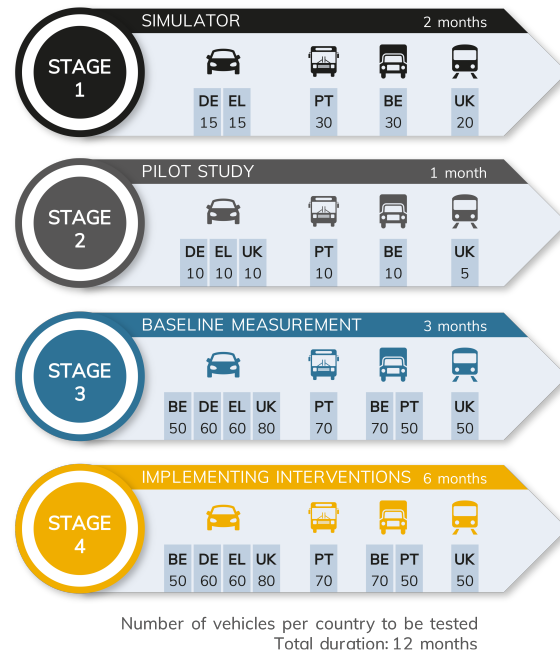 SIMULATOR 2 months
STAGE
1
DE EL PT BE UK
15 15 30 30 20
PILOT STUDY 1 month
STAGE
2
DE EL UK PT BE UK
10 10 10 10 10 5
BASELINE MEASUREMENT 3 months
STAGE
3
BE DE EL UK PT BE PT UK
50 60 60 80 70 70 50 50
IMPLEMENTING INTERVENTIONS 6 months
STAGE
4
BE DE EL UK PT BE PT UK
50 60 60 80 70 70 50 50
Number of vehicles per country to be tested
Total duration: 12 months